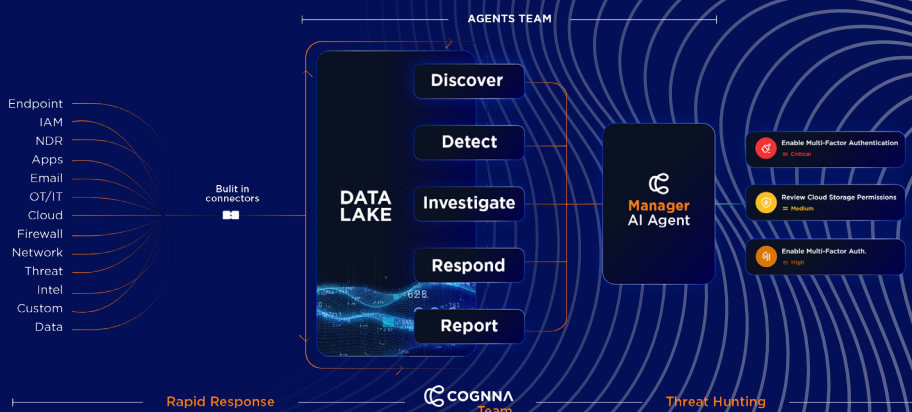 AGENTS TEAM
Endpoint
IAM
NDR
Apps
Email
OT/IT
Cloud
Firewall
Network
Threat
Intel
Custom
Data
Bulit in
connectors
DATA
LAKE
Discover
Detect
Investigate
Respond
Report
628
Manager
AI Agent
Enable Multi-Factor Authentication
Critical
Review Cloud Storage Permissions
Medium
Enable Multi-Factor Auth.
High
Rapid Response
COGNNA
Team
Threat Hunting